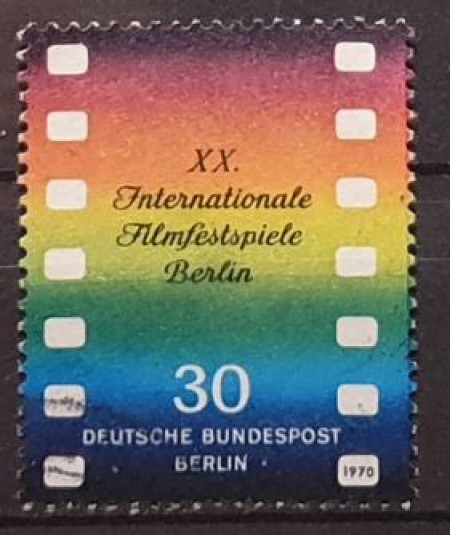 XX.
Internationale
Filmfestspiele
Berlin
30
DEUTSCHE BUNDESPOST
BERLIN
1970